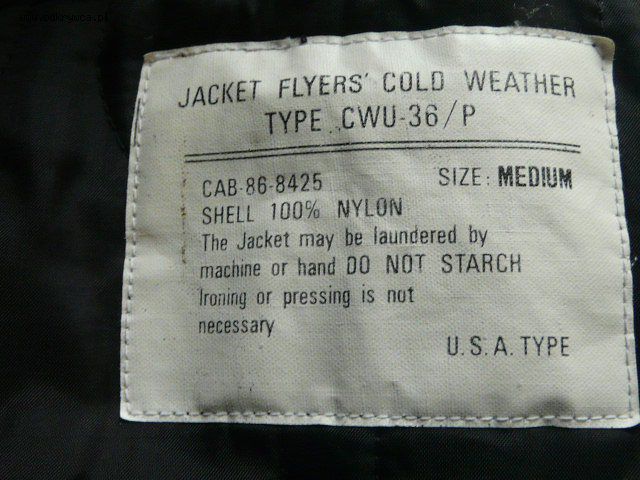 JACKET FLYERS' COLD WEATHER
TYPE CWU-36/P
CAB-86-8425 SIZE: MEDIUM
SHELL 100% NYLON
The Jacket may be laundered by
machine or hand DO NOT STARCH
Ironing or pressing is not
necessary
U.S.A. TYPE